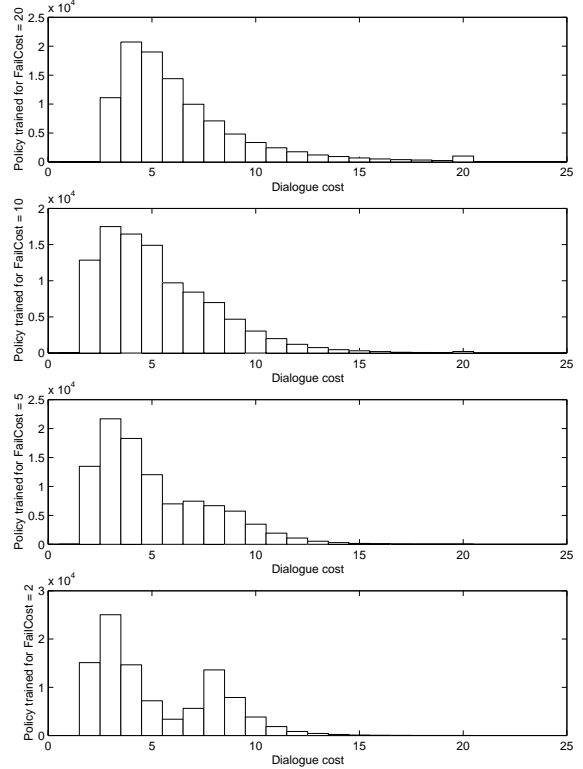 x 10^4
2.5
2
1.5
1
0.5
0
Policy trained for FailCost = 20
0 5 10 15 20 25
Dialogue cost
x 10^4
2
1.5
1
0.5
0
Policy trained for FailCost = 10
0 5 10 15 20 25
Dialogue cost
x 10^4
2.5
2
1.5
1
0.5
0
Policy trained for FailCost = 5
0 5 10 15 20 25
Dialogue cost
x 10^4
3
2
1
0
Policy trained for FailCost = 2
0 5 10 15 20 25
Dialogue cost